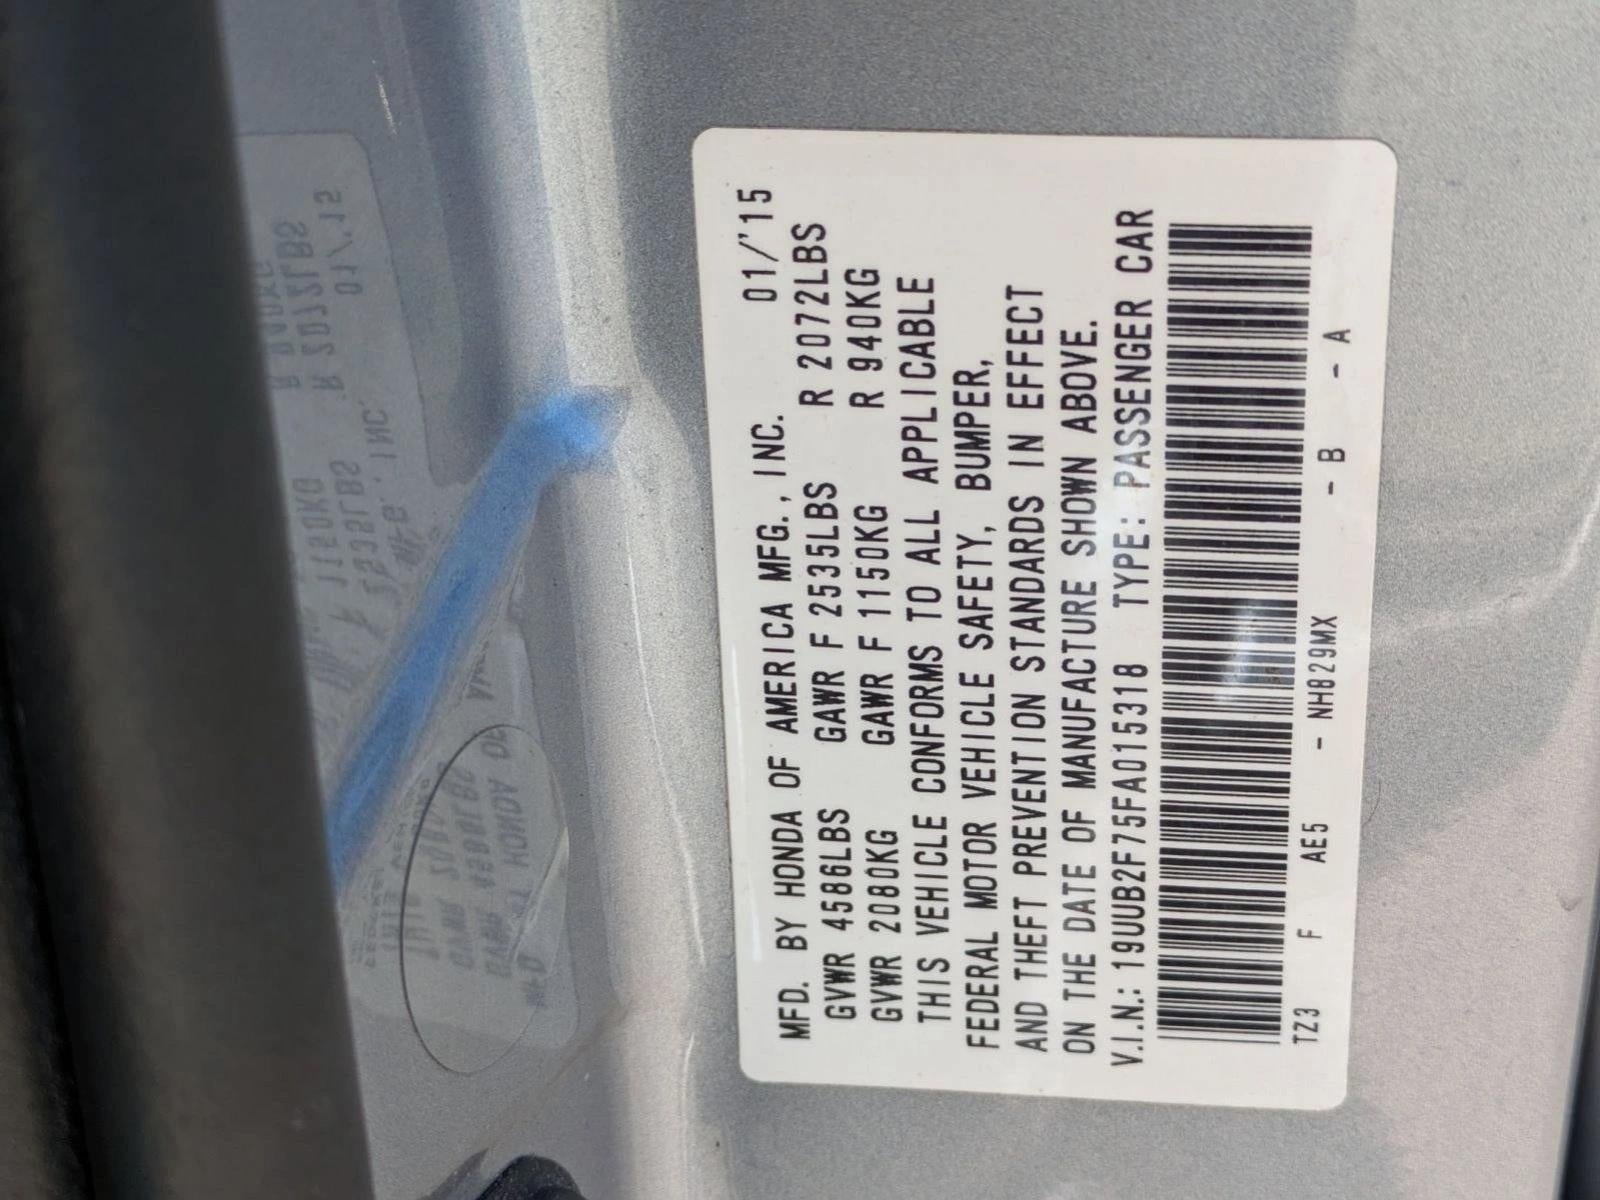 MFD. BY HONDA OF AMERICA MFG., INC. 01/'15
GVWR 4586LBS GAWR F 2535LBS R 2072LBS
GVWR 2080KG GAWR F 1150KG R 940KG
THIS VEHICLE CONFORMS TO ALL APPLICABLE
FEDERAL MOTOR VEHICLE SAFETY, BUMPER,
AND THEFT PREVENTION STANDARDS IN EFFECT
ON THE DATE OF MANUFACTURE SHOWN ABOVE.
V.I.N.: 19UUB2F75FA015318 TYPE: PASSENGER CAR
TZ3 F AE5 - NH829MX - B - A